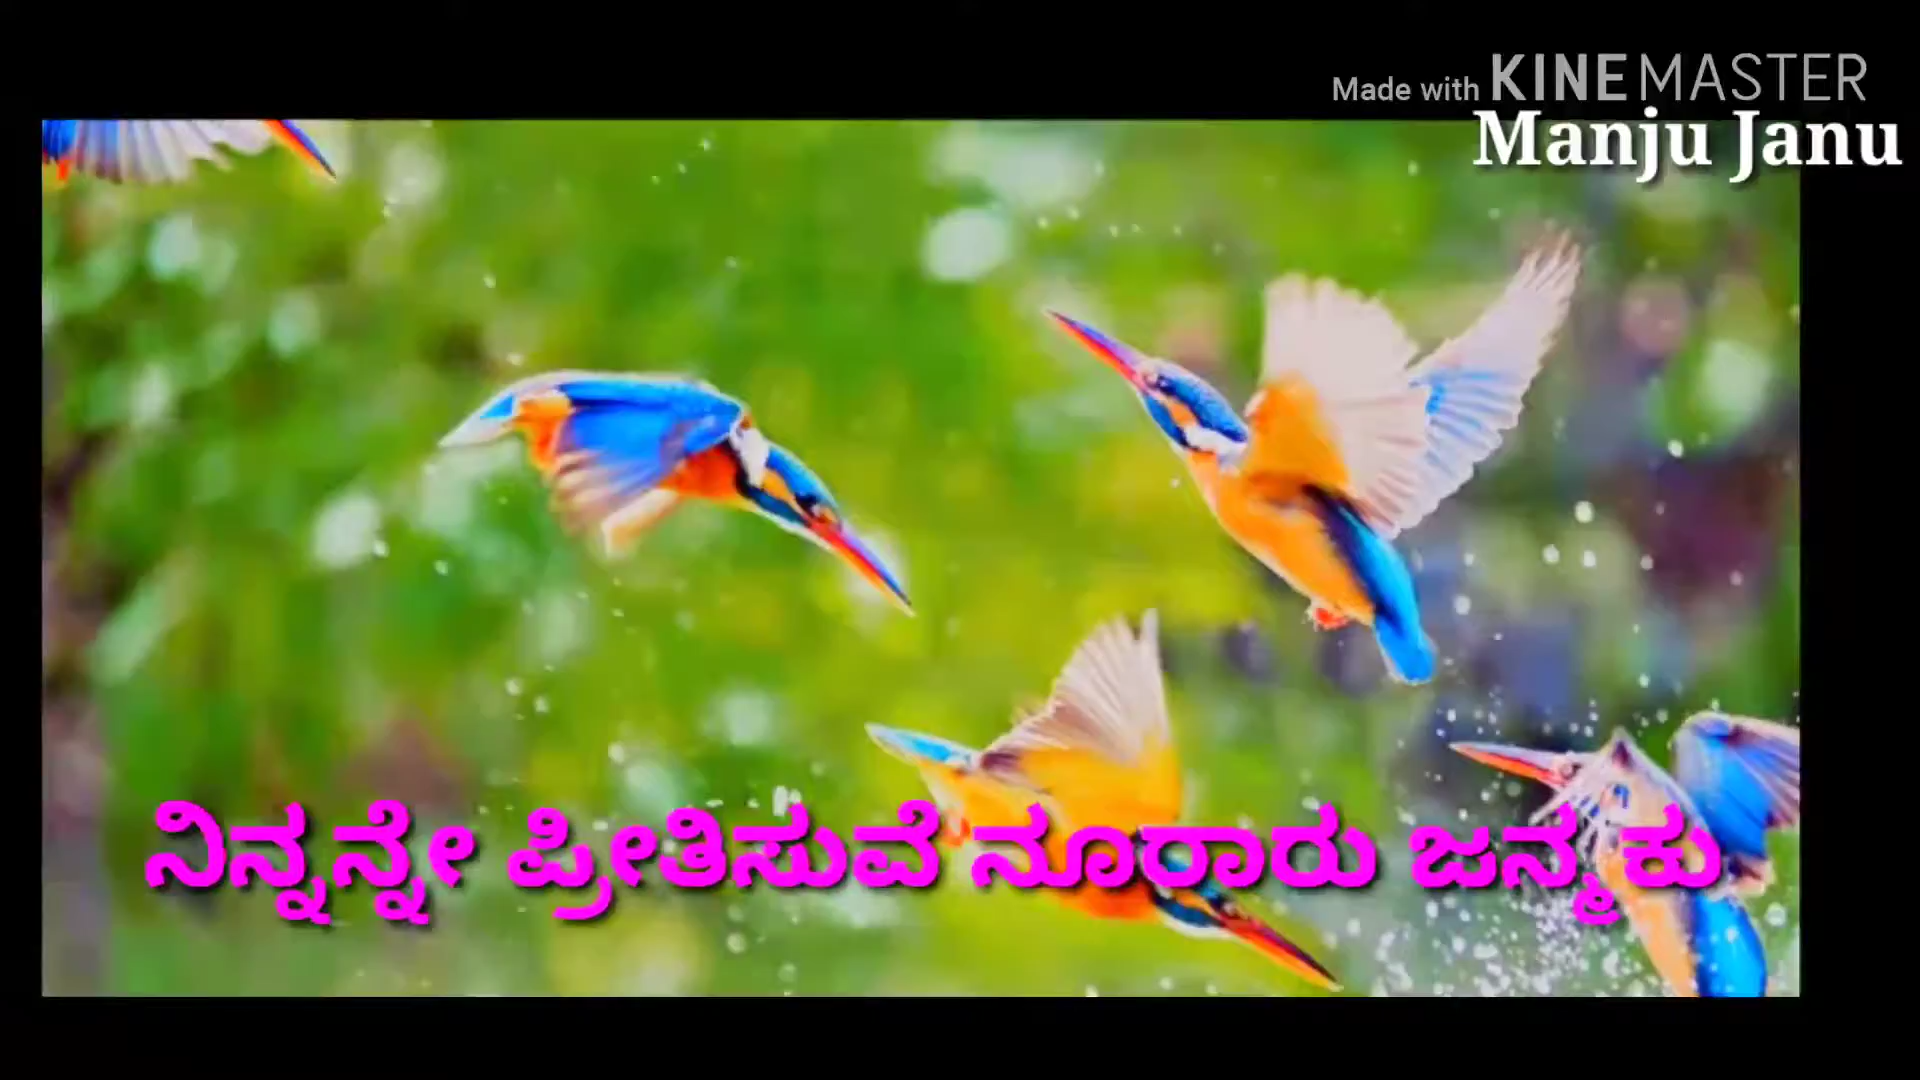 Made with KINEMASTER
Manju Janu
ನಿನ್ನನ್ನೇ ಪ್ರೀತಿಸುವೆ ನೂರಾರು ಜನ್ಮಕು